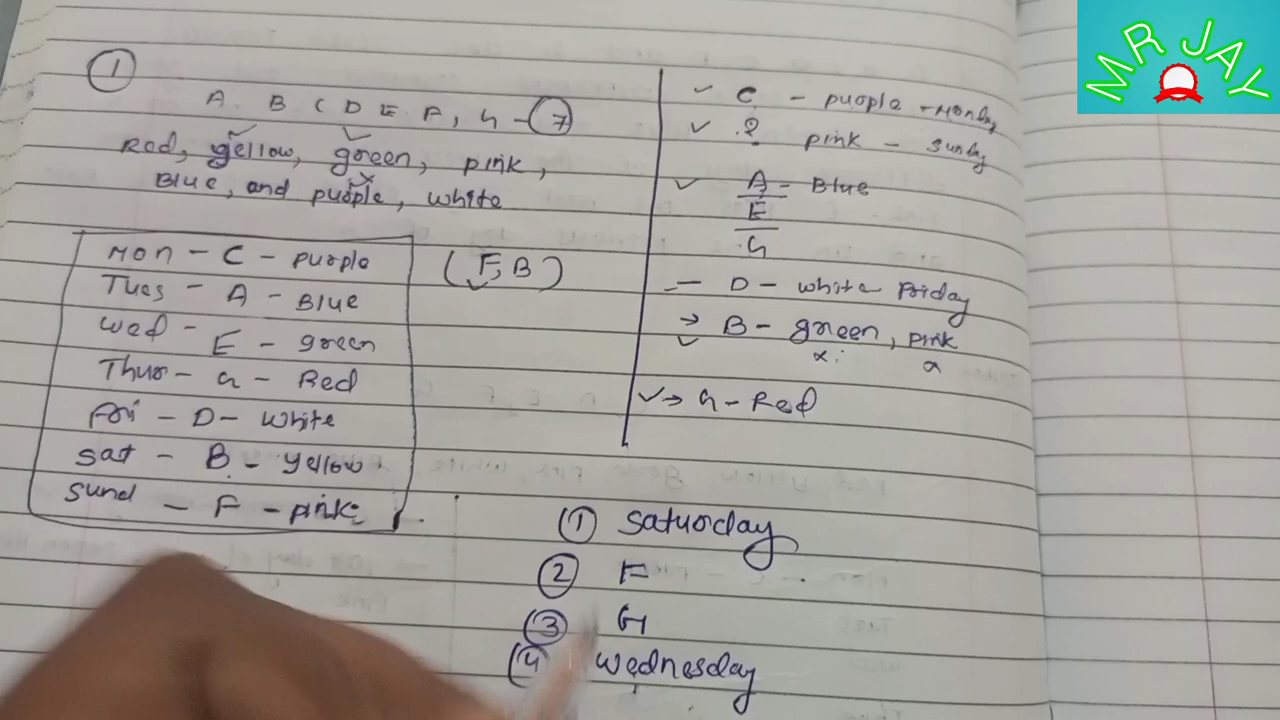 MR JAY
1
A B C D E F, G - 7
Red, yellow, green, pink,
Blue, and purple, white
Mon - C - purple
Tues - A - Blue
wed - E - green
Thur - G - Red
Fri - D - white
Sat - B - yellow
Sund - F - pink
(F, B)
C - purple - Monday
? pink - Sunday
A - Blue
E
G
- D - white Friday
→ B - green, pink
x x
→ G - Red
1 Saturday
2 F
3 G
4 wednesday